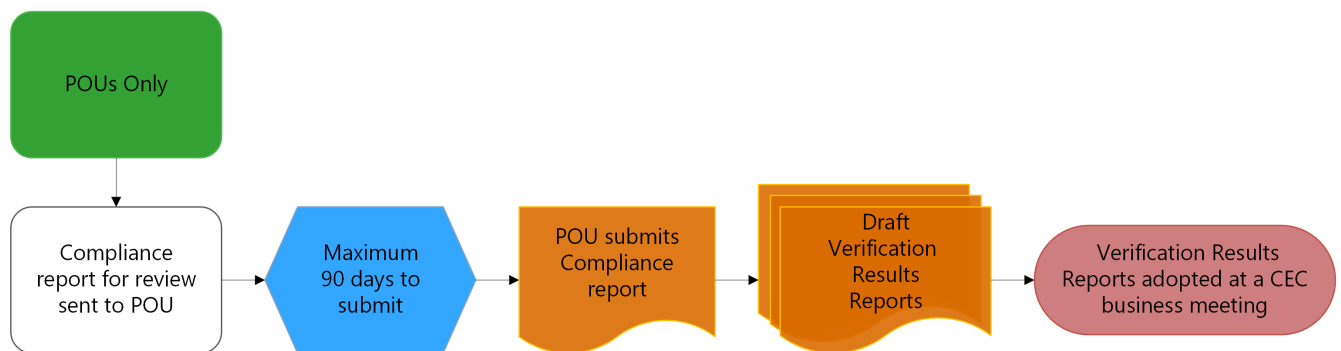 POUs Only
Compliance
report for review
sent to POU
Maximum
90 days to
submit
POU submits
Compliance
report
Draft
Verification
Results
Reports
Verification Results
Reports adopted at a CEC
business meeting